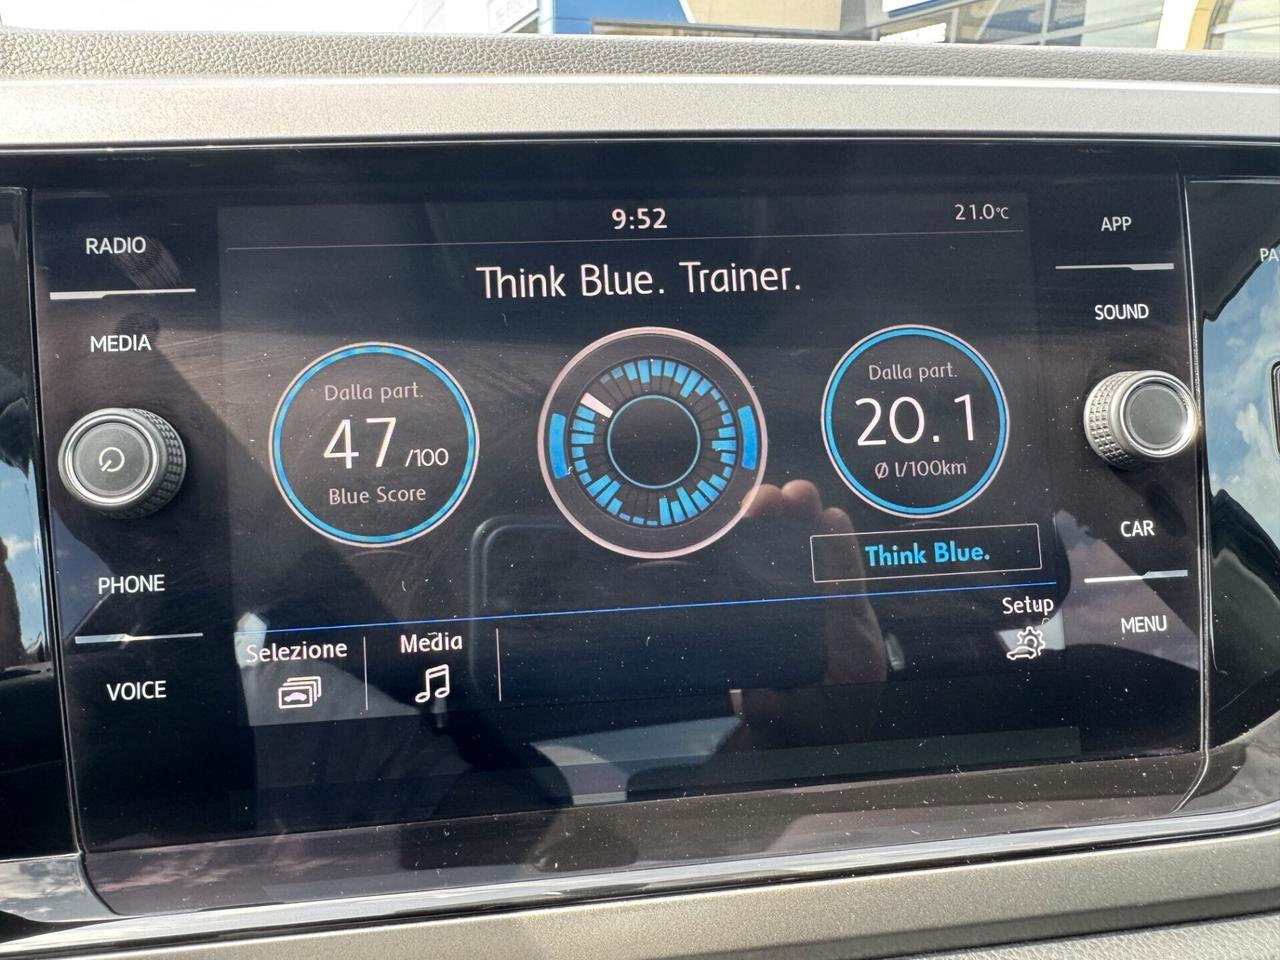 9:52
21.0°C
RADIO
MEDIA
PHONE
VOICE
Think Blue. Trainer.
Dalla part.
47 /100
Blue Score
Dalla part.
20.1
Ø l/100km
Think Blue.
Selezione
Media
Setup
APP
SOUND
CAR
MENU
PA